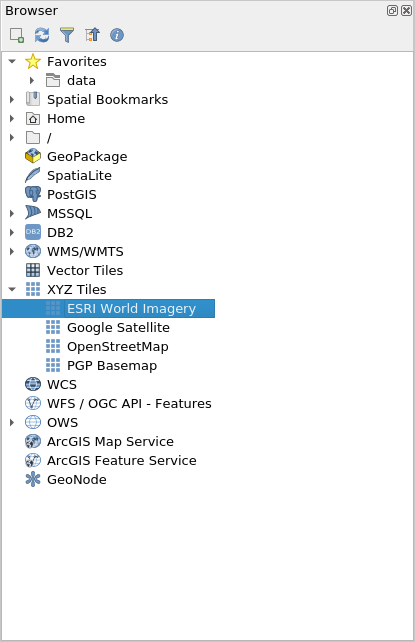 Browser
Favorites
data
Spatial Bookmarks
Home
/
GeoPackage
SpatiaLite
PostGIS
MSSQL
DB2 DB2
WMS/WMTS
Vector Tiles
XYZ Tiles
ESRI World Imagery
Google Satellite
OpenStreetMap
PGP Basemap
WCS
WFS / OGC API - Features
OWS
ArcGIS Map Service
ArcGIS Feature Service
GeoNode